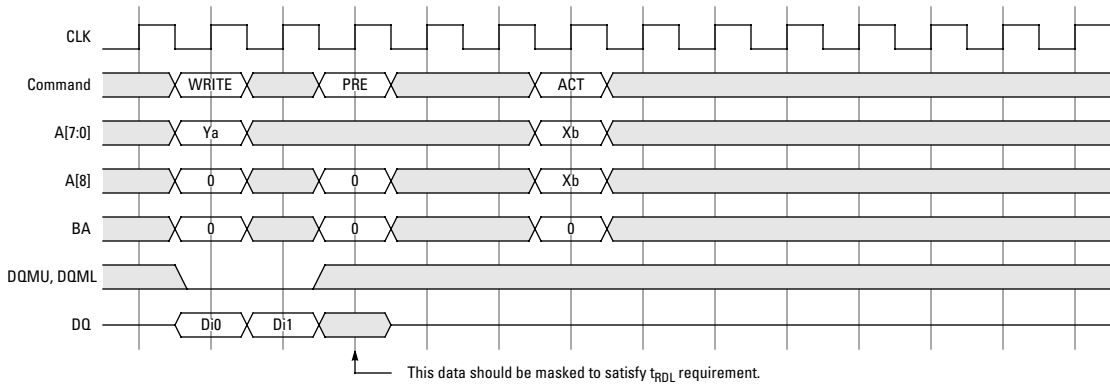 CLK
Command WRITE PRE ACT
A[7:0] Ya Xb
A[8] 0 0 Xb
BA 0 0 0
DQMU, DQML
DQ Di0 Di1
This data should be masked to satisfy tRDL requirement.